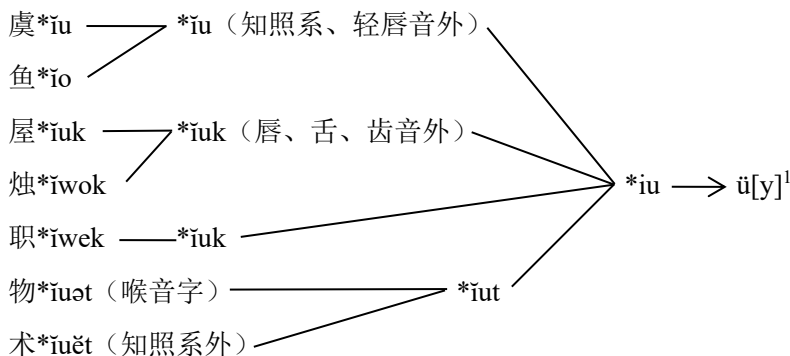 虞*ĭu *ĭu（知照系、轻唇音外）
鱼*ĭo
屋*ĭuk *ĭuk（唇、舌、齿音外）
烛*ĭwok
*iu ü[y]1
职*ĭwek *ĭuk
物*ĭuət（喉音字） *ĭut
术*ĭuĕt（知照系外）